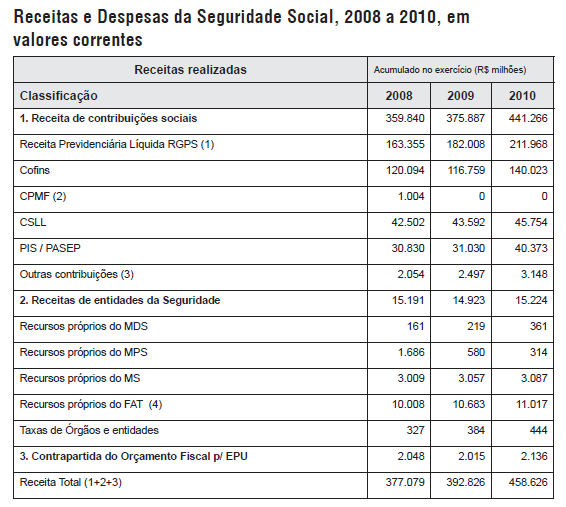 Receitas e Despesas da Seguridade Social, 2008 a 2010, em
valores correntes
Receitas realizadas Acumulado no exercício (R$ milhões)
Classificação 2008 2009 2010
1. Receita de contribuições sociais 359.840 375.887 441.266
Receita Previdenciária Líquida RGPS (1) 163.355 182.008 211.968
Cofins 120.094 116.759 140.023
CPMF (2) 1.004 0 0
CSLL 42.502 43.592 45.754
PIS / PASEP 30.830 31.030 40.373
Outras contribuições (3) 2.054 2.497 3.148
2. Receitas de entidades da Seguridade 15.191 14.923 15.224
Recursos próprios do MDS 161 219 361
Recursos próprios do MPS 1.686 580 314
Recursos próprios do MS 3.009 3.057 3.087
Recursos próprios do FAT (4) 10.008 10.683 11.017
Taxas de Órgãos e entidades 327 384 444
3. Contrapartida do Orçamento Fiscal p/ EPU 2.048 2.015 2.136
Receita Total (1+2+3) 377.079 392.826 458.626